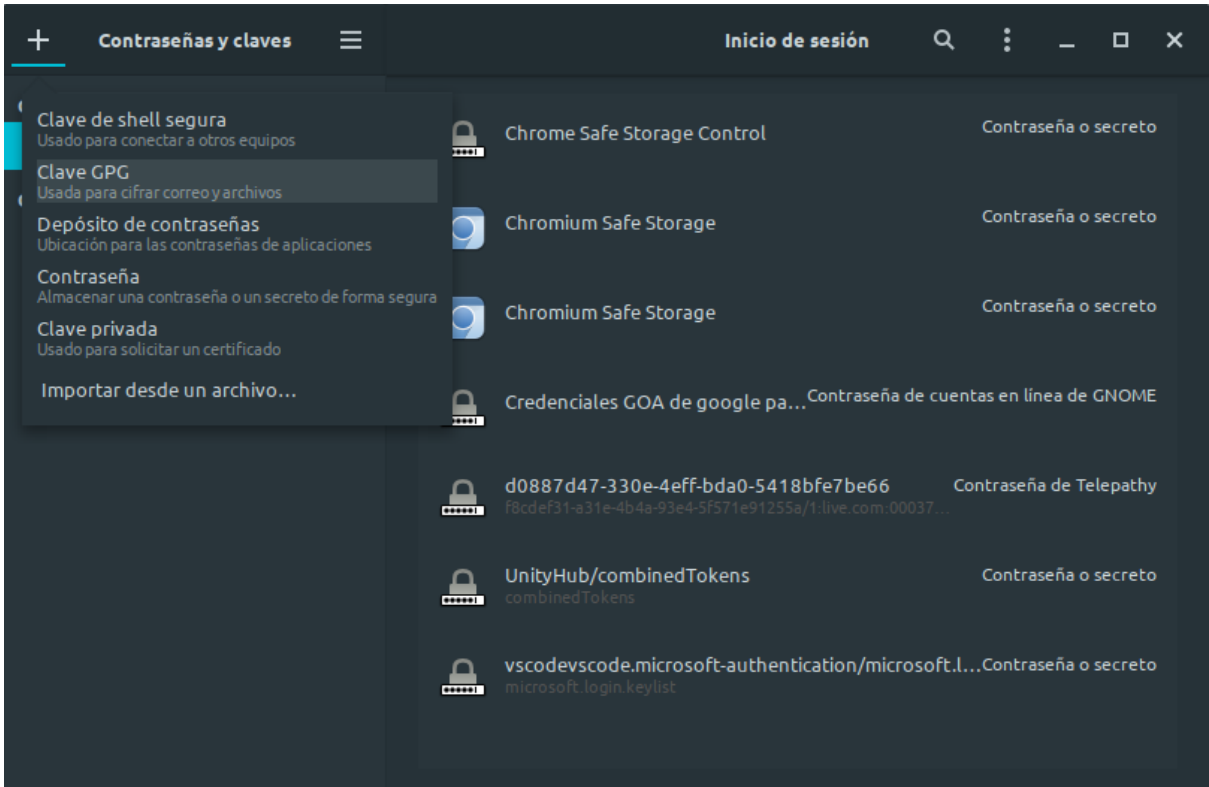 Contraseñas y claves
Inicio de sesión
Clave de shell segura
Usado para conectar a otros equipos
Clave GPG
Usada para cifrar correo y archivos
Depósito de contraseñas
Ubicación para las contraseñas de aplicaciones
Contraseña
Almacenar una contraseña o un secreto de forma segura
Clave privada
Usado para solicitar un certificado
Importar desde un archivo...
Chrome Safe Storage Control Contraseña o secreto
Chromium Safe Storage Contraseña o secreto
Chromium Safe Storage Contraseña o secreto
Credenciales GOA de google pa... Contraseña de cuentas en línea de GNOME
d0887d47-330e-4eff-bda0-5418bfe7be66 Contraseña de Telepathy
f8cdef31-a31e-4b4a-93e4-5f571e91255a/1:live.com:00037...
UnityHub/combinedTokens Contraseña o secreto
combinedTokens
vscodevscode.microsoft-authentication/microsoft.l... Contraseña o secreto
microsoft.login.keylist